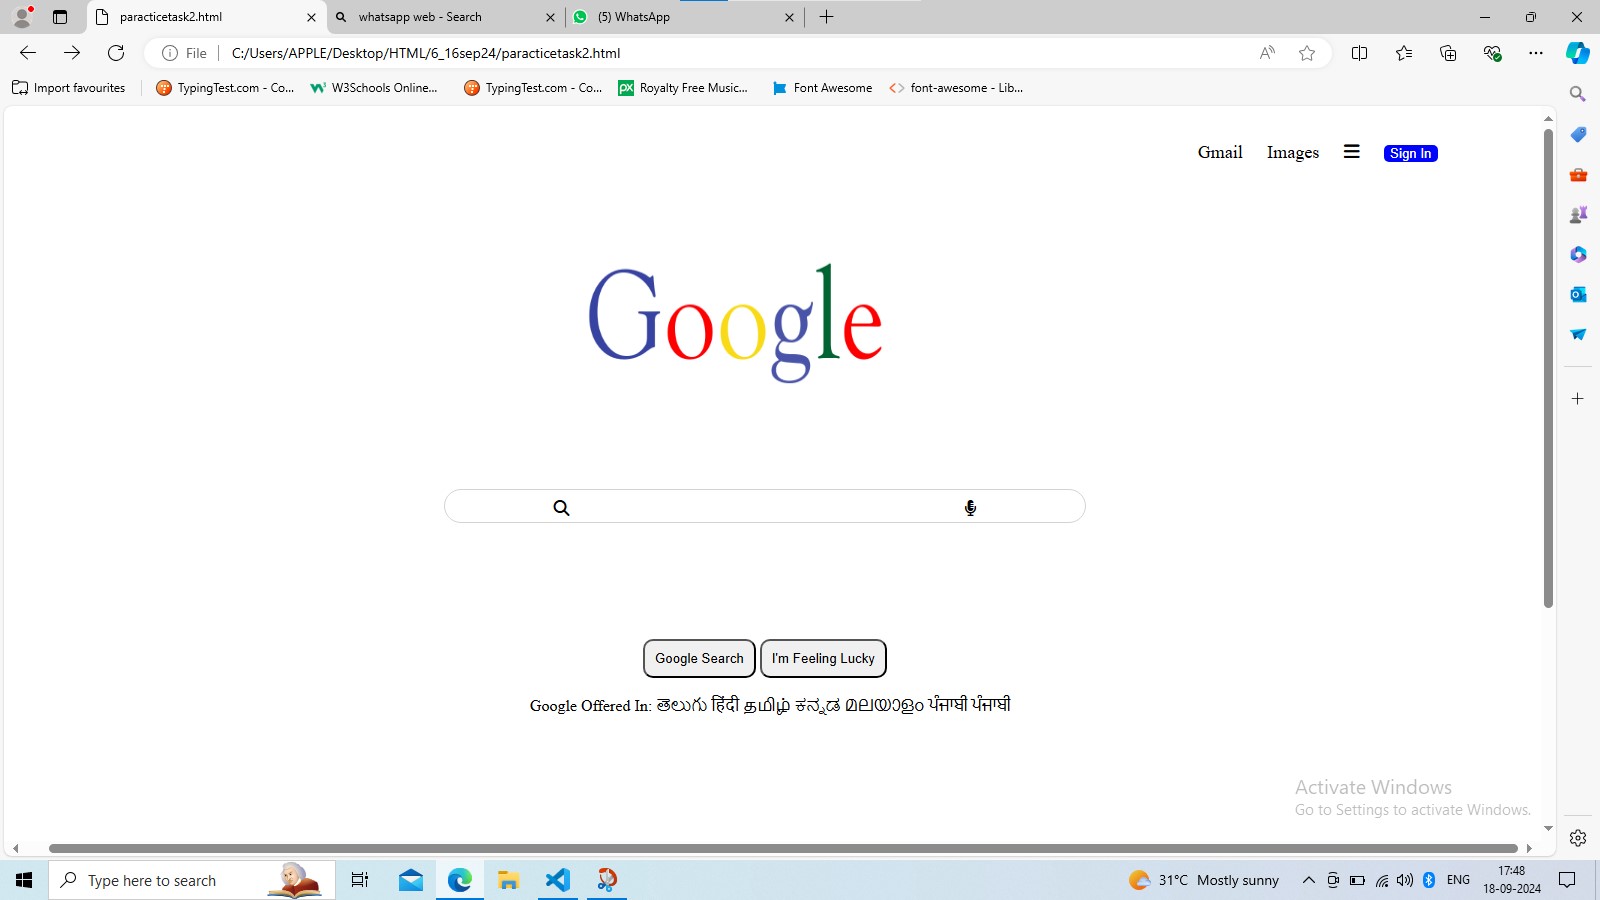 paracticetask2.html
whatsapp web - Search
(5) WhatsApp
File
C:/Users/APPLE/Desktop/HTML/6_16sep24/paracticetask2.html
Import favourites
TypingTest.com - Co...
W3Schools Online...
TypingTest.com - Co...
Royalty Free Music...
Font Awesome
font-awesome - Lib...
Gmail
Images
Sign In
Google
Google Search
I'm Feeling Lucky
Google Offered In: తెలుగు हिंदी தமிழ் ಕನ್ನಡ മലയാളം ਪੰਜਾਬੀ ਪੰਜਾਬੀ
Activate Windows
Go to Settings to activate Windows.
Type here to search
31°C Mostly sunny
ENG
17:48
18-09-2024